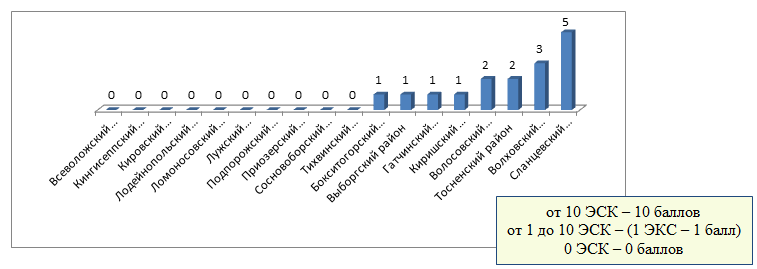 0 0 0 0 0 0 0 0 0 0 1 1 1 1 2 2 3 5
Всеволожский…
Кингисеппский…
Кировский…
Лодейнопольский…
Ломоносовский…
Лужский…
Подпорожский…
Приозерский…
Сосновоборский…
Тихвинский…
Бокситогорский…
Выборгский район
Гатчинский…
Киришский…
Волосовский…
Тосненский район
Волховский…
Сланцевский…
от 10 ЭСК – 10 баллов
от 1 до 10 ЭСК – (1 ЭКС – 1 балл)
0 ЭСК – 0 баллов